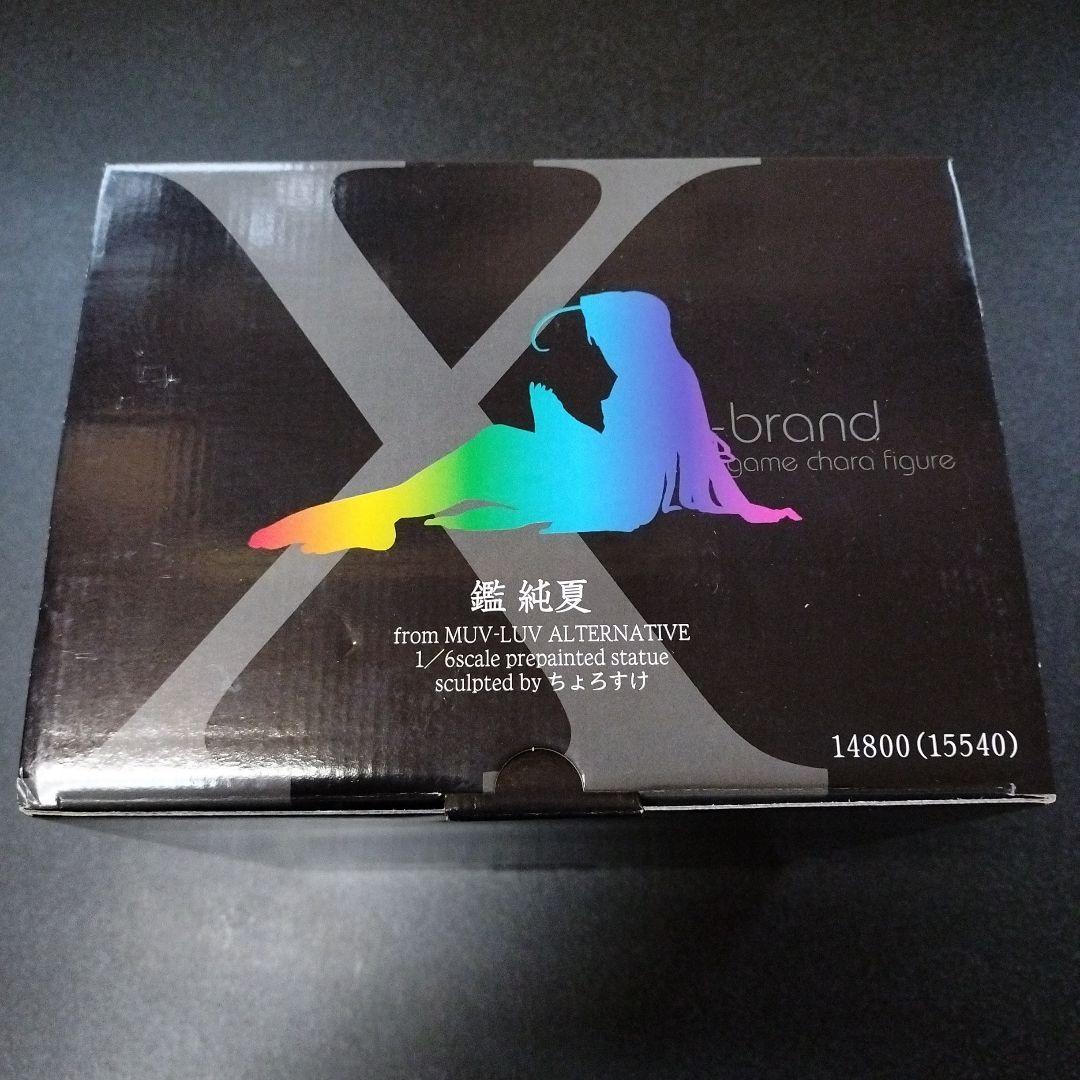 X-brand
game chara figure
鑑 純夏
from MUV-LUV ALTERNATIVE
1／6scale prepainted statue
sculpted by ちょろすけ
14800(15540)